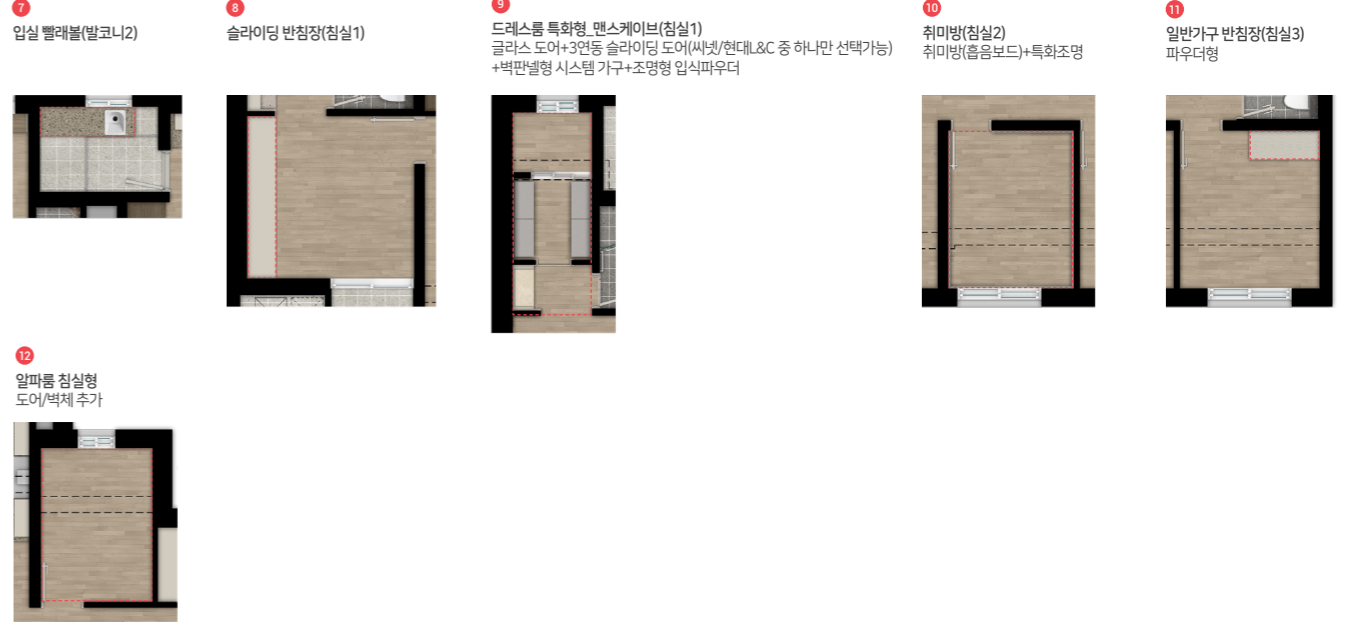 7
입실 빨래볼(발코니2)
8
슬라이딩 반침장(침실1)
9
드레스룸 특화형_맨스케이브(침실1)
글라스 도어+3연동 슬라이딩 도어(씨넷/현대L&C 중 하나만 선택가능)
+벽판넬형 시스템 가구+조명형 입식파우더
10
취미방(침실2)
취미방(흡음보드)+특화조명
11
일반가구 반침장(침실3)
파우더형
12
알파룸 침실형
도어/벽체 추가